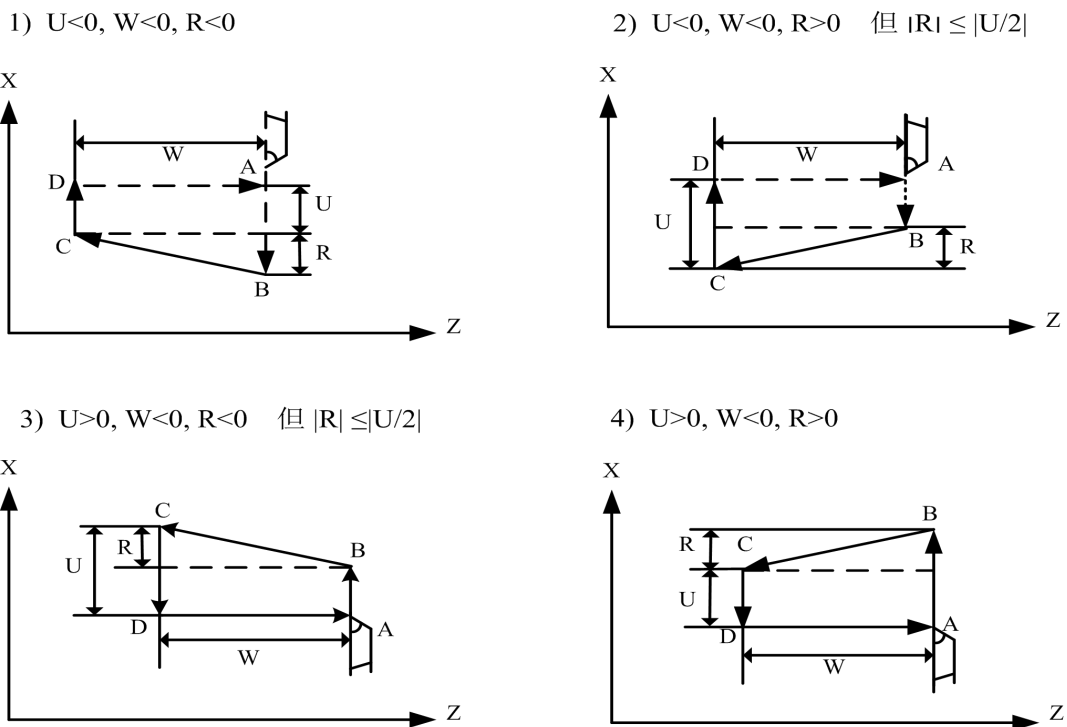 1) U<0, W<0, R<0
X
W
A
D
U
C
R
B
Z
2) U<0, W<0, R>0 但 |R| ≤ |U/2|
X
W
D
A
U
B
R
C
Z
3) U>0, W<0, R<0 但 |R| ≤|U/2|
X
C
R
B
U
D
A
W
Z
4) U>0, W<0, R>0
X
B
R
C
U
D
A
W
Z